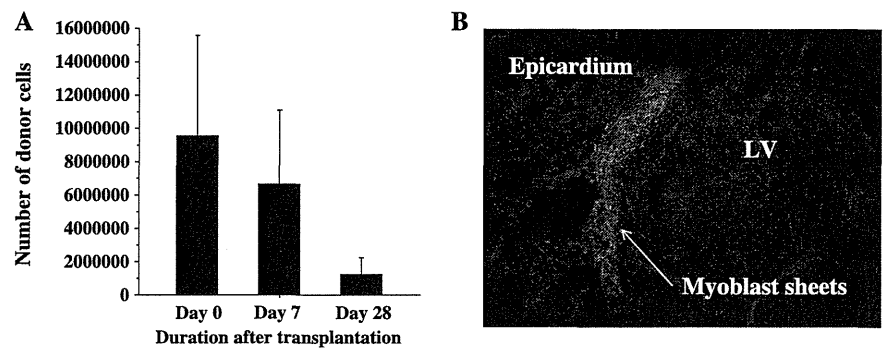 A
Number of donor cells
16000000
14000000
12000000
10000000
8000000
6000000
4000000
2000000
0
Day 0 Day 7 Day 28
Duration after transplantation
B
Epicardium
LV
Myoblast sheets